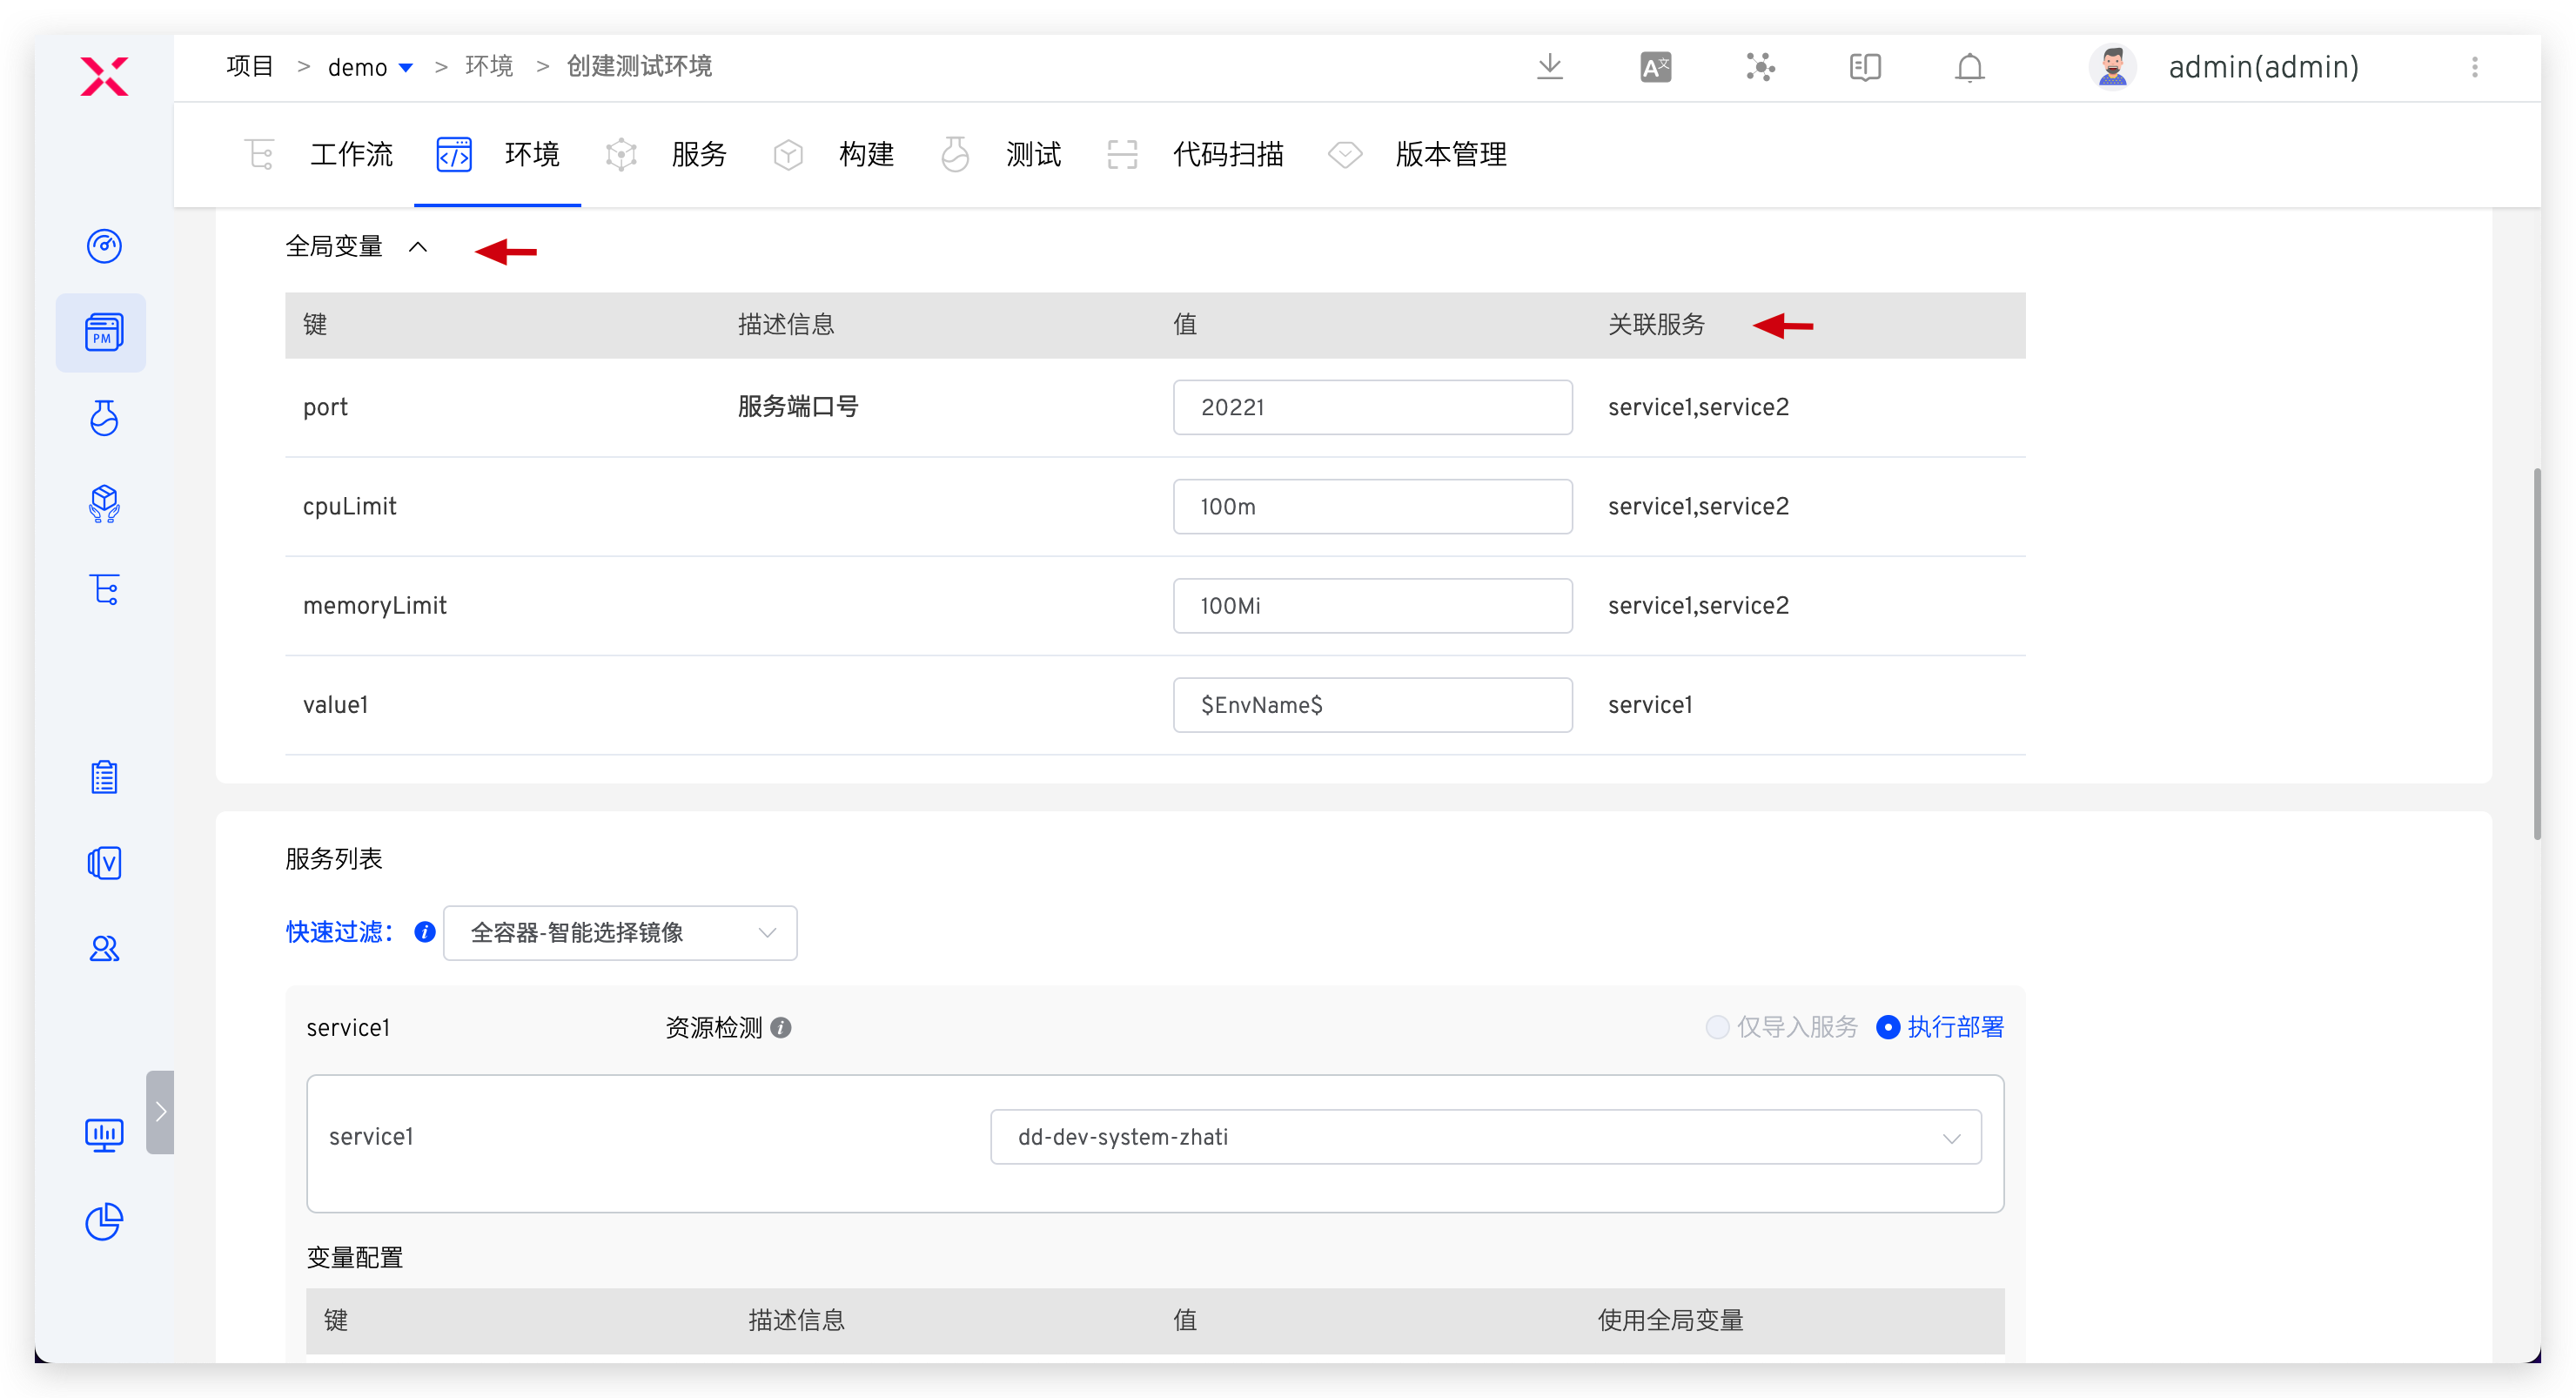 项目 > demo > 环境 > 创建测试环境
admin(admin)
工作流 环境 服务 构建 测试 代码扫描 版本管理
PM
全局变量
键 描述信息 值 关联服务
port 服务端口号 20221 service1,service2
cpuLimit 100m service1,service2
memoryLimit 100Mi service1,service2
value1 $EnvName$ service1
服务列表
快速过滤： 全容器-智能选择镜像
service1 资源检测 仅导入服务 执行部署
service1 dd-dev-system-zhati
变量配置
键 描述信息 值 使用全局变量